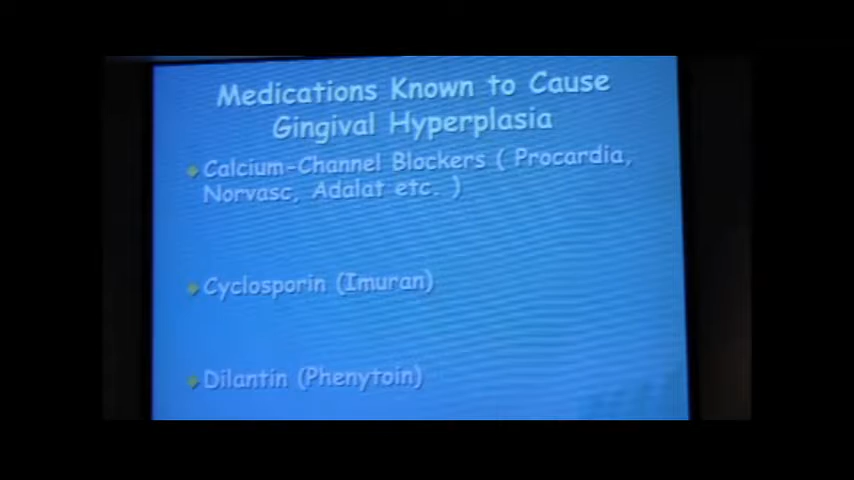 Medications Known to Cause
Gingival Hyperplasia
Calcium-Channel Blockers ( Procardia,
Norvasc, Adalat etc. )
Cyclosporin (Imuran)
Dilantin (Phenytoin)